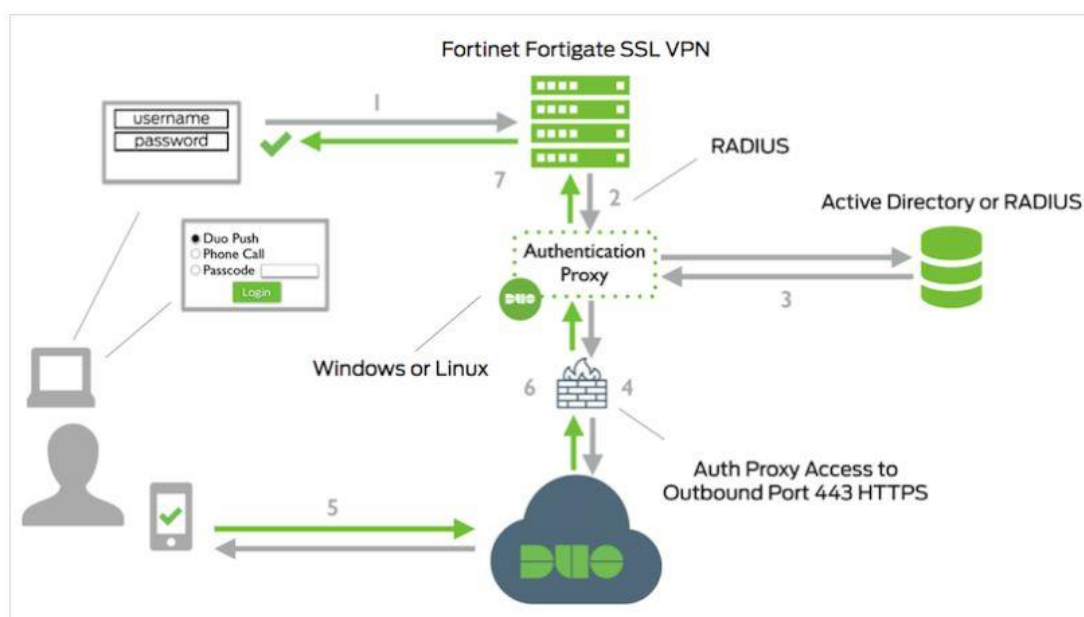 Fortinet Fortigate SSL VPN
1
username
password
7
2
RADIUS
Active Directory or RADIUS
Duo Push
Phone Call
Passcode
Login
Authentication
Proxy
DUO
3
Windows or Linux
6
4
Auth Proxy Access to
Outbound Port 443 HTTPS
5
DUO